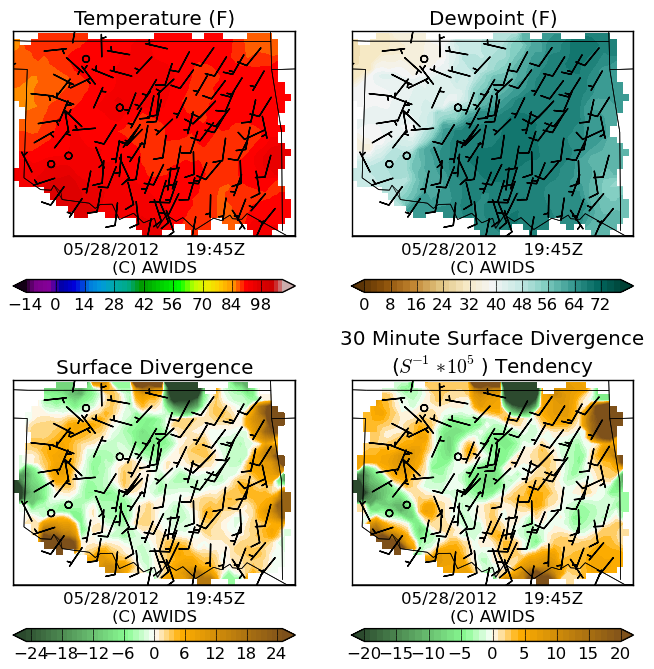 Temperature (F)
Dewpoint (F)
05/28/2012 19:45Z
(C) AWIDS
05/28/2012 19:45Z
(C) AWIDS
−14 0 14 28 42 56 70 84 98
0 8 16 24 32 40 48 56 64 72
Surface Divergence
30 Minute Surface Divergence
(S⁻¹ *10⁵ ) Tendency
05/28/2012 19:45Z
(C) AWIDS
05/28/2012 19:45Z
(C) AWIDS
−24 −18 −12 −6 0 6 12 18 24
−20 −15 −10 −5 0 5 10 15 20